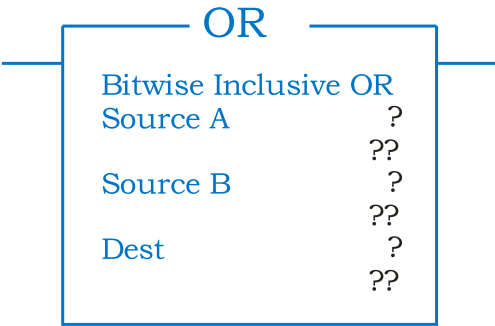 OR
Bitwise Inclusive OR
Source A ?
??
Source B ?
??
Dest ?
??